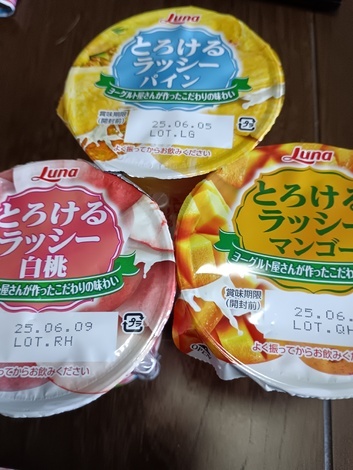 Luna
とろける
ラッシー
パイン
ヨーグルト屋さんが作ったこだわりの味わい
賞味期限
(開封前)
25.06.05
LOT.LG
プラ
よく振ってからお飲みください
Luna
とろける
ラッシー
白桃
屋さんが作ったこだわりの味わい
25.06.09
LOT.RH
プラ
ってからお飲みください
Luna
とろける
ラッシー
マンゴー
ヨーグルト屋さんが作ったこだわ
賞味期限
(開封前)
25.06.
LOT.QH
よく振ってからお飲みくだ